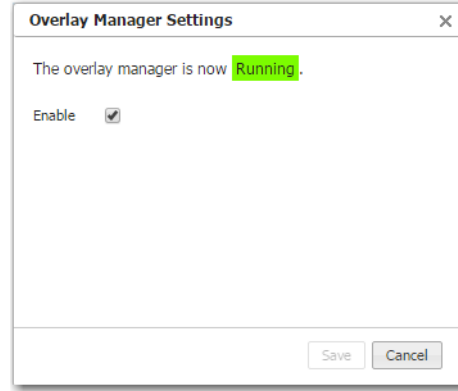 Overlay Manager Settings
The overlay manager is now Running.
Enable
Save Cancel